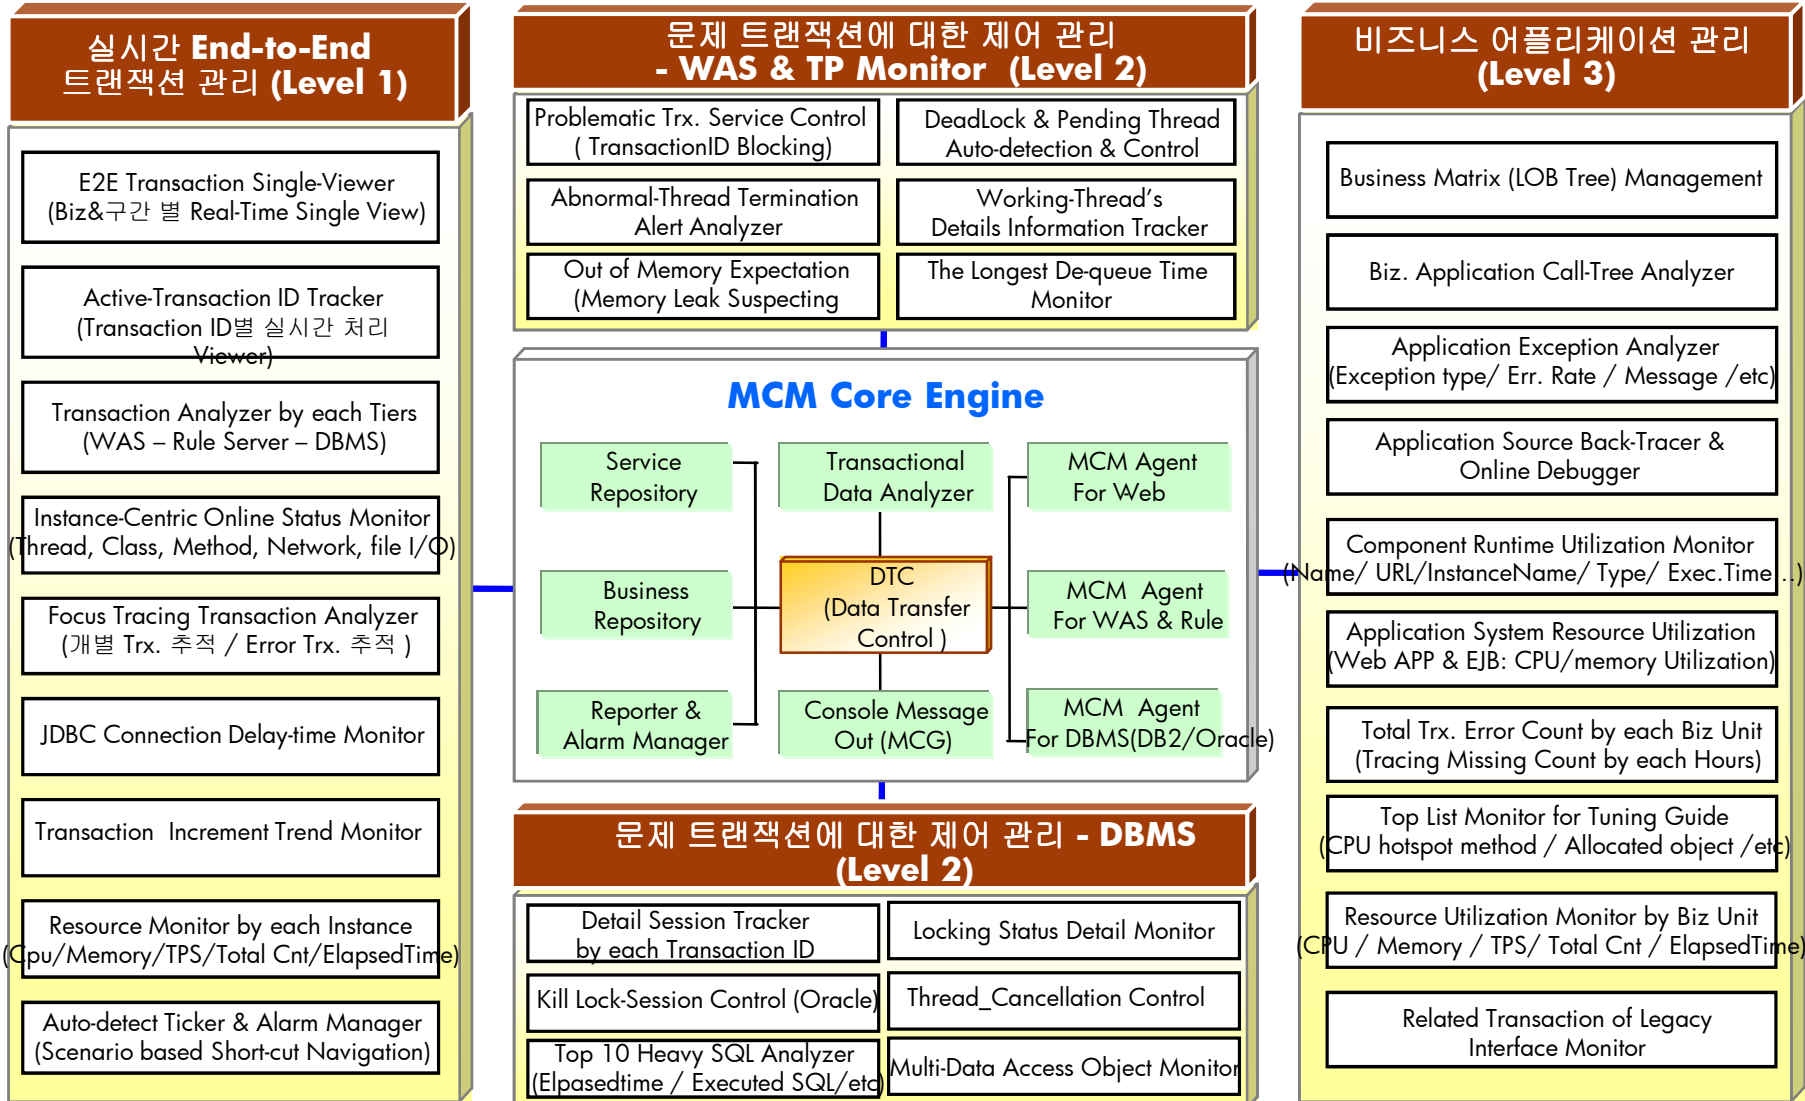 실시간 End-to-End
트랜잭션 관리 (Level 1)
E2E Transaction Single-Viewer
(Biz&구간 별 Real-Time Single View)
Active-Transaction ID Tracker
(Transaction ID별 실시간 처리
Viewer)
Transaction Analyzer by each Tiers
(WAS – Rule Server – DBMS)
Instance-Centric Online Status Monitor
(Thread, Class, Method, Network, file I/O)
Focus Tracing Transaction Analyzer
(개별 Trx. 추적 / Error Trx. 추적 )
JDBC Connection Delay-time Monitor
Transaction Increment Trend Monitor
Resource Monitor by each Instance
(Cpu/Memory/TPS/Total Cnt/ElapsedTime)
Auto-detect Ticker & Alarm Manager
(Scenario based Short-cut Navigation)
문제 트랜잭션에 대한 제어 관리
- WAS & TP Monitor (Level 2)
Problematic Trx. Service Control
( TransactionID Blocking)
DeadLock & Pending Thread
Auto-detection & Control
Abnormal-Thread Termination
Alert Analyzer
Working-Thread's
Details Information Tracker
Out of Memory Expectation
(Memory Leak Suspecting
The Longest De-queue Time
Monitor
MCM Core Engine
Service
Repository
Transactional
Data Analyzer
MCM Agent
For Web
Business
Repository
DTC
(Data Transfer
Control )
MCM Agent
For WAS & Rule
Reporter &
Alarm Manager
Console Message
Out (MCG)
MCM Agent
For DBMS(DB2/Oracle)
문제 트랜잭션에 대한 제어 관리 - DBMS
(Level 2)
Detail Session Tracker
by each Transaction ID
Locking Status Detail Monitor
Kill Lock-Session Control (Oracle)
Thread_Cancellation Control
Top 10 Heavy SQL Analyzer
(Elpasedtime / Executed SQL/etc)
Multi-Data Access Object Monitor
비즈니스 어플리케이션 관리
(Level 3)
Business Matrix (LOB Tree) Management
Biz. Application Call-Tree Analyzer
Application Exception Analyzer
(Exception type/ Err. Rate / Message /etc)
Application Source Back-Tracer &
Online Debugger
Component Runtime Utilization Monitor
(Name/ URL/InstanceName/ Type/ Exec.Time...)
Application System Resource Utilization
(Web APP & EJB: CPU/memory Utilization)
Total Trx. Error Count by each Biz Unit
(Tracing Missing Count by each Hours)
Top List Monitor for Tuning Guide
(CPU hotspot method / Allocated object /etc)
Resource Utilization Monitor by Biz Unit
(CPU / Memory / TPS/ Total Cnt / ElapsedTime)
Related Transaction of Legacy
Interface Monitor